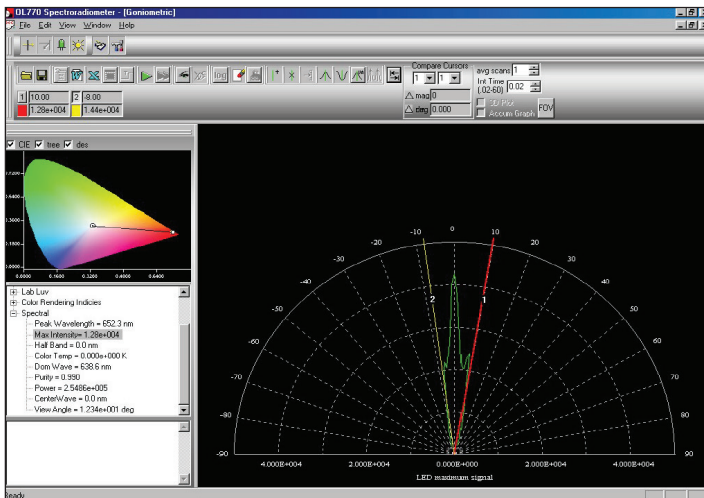 OL770 Spectroradiometer - [Goniometric]
File Edit View Window Help
Compare Cursors
1 1
avg scans 1
Int Time (.02-60) 0.02
1 10.00 2 -8.00
1.28e+004 1.44e+004
△ mag 0
△ deg 0.000
3D Plot
Accum Graph
FOV
log
CIE tree des
0.0000
0.0000 0.1600 0.3200 0.4800 0.6400
Lab Luv
Color Rendering Indicies
Spectral
Peak Wavelength = 652.3 nm
Max Intensity= 1.28e+004
Half Band = 0.0 nm
Color Temp = 0.000e+000 K
Dom Wave = 638.6 nm
Purity = 0.990
Power = 2.5486e+005
CenterWave = 0.0 nm
View Angle = 1.234e+001 deg
-90 -80 -70 -60 -50 -40 -30 -20 -10 0 10 20 30 40 50 60 70 80 90
2 1
4.000E+004 2.000E+004 0.000E+000 2.000E+004 4.000E+004
LED maximum signal
Ready